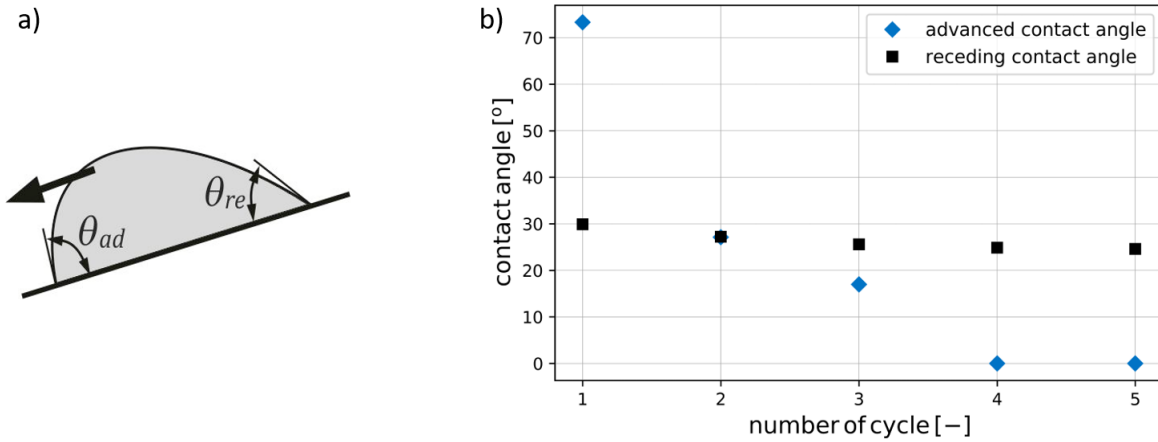 a)
θre
θad
b)
contact angle [°]
70
60
50
40
30
20
10
0
advanced contact angle
receding contact angle
1 2 3 4 5
number of cycle [−]